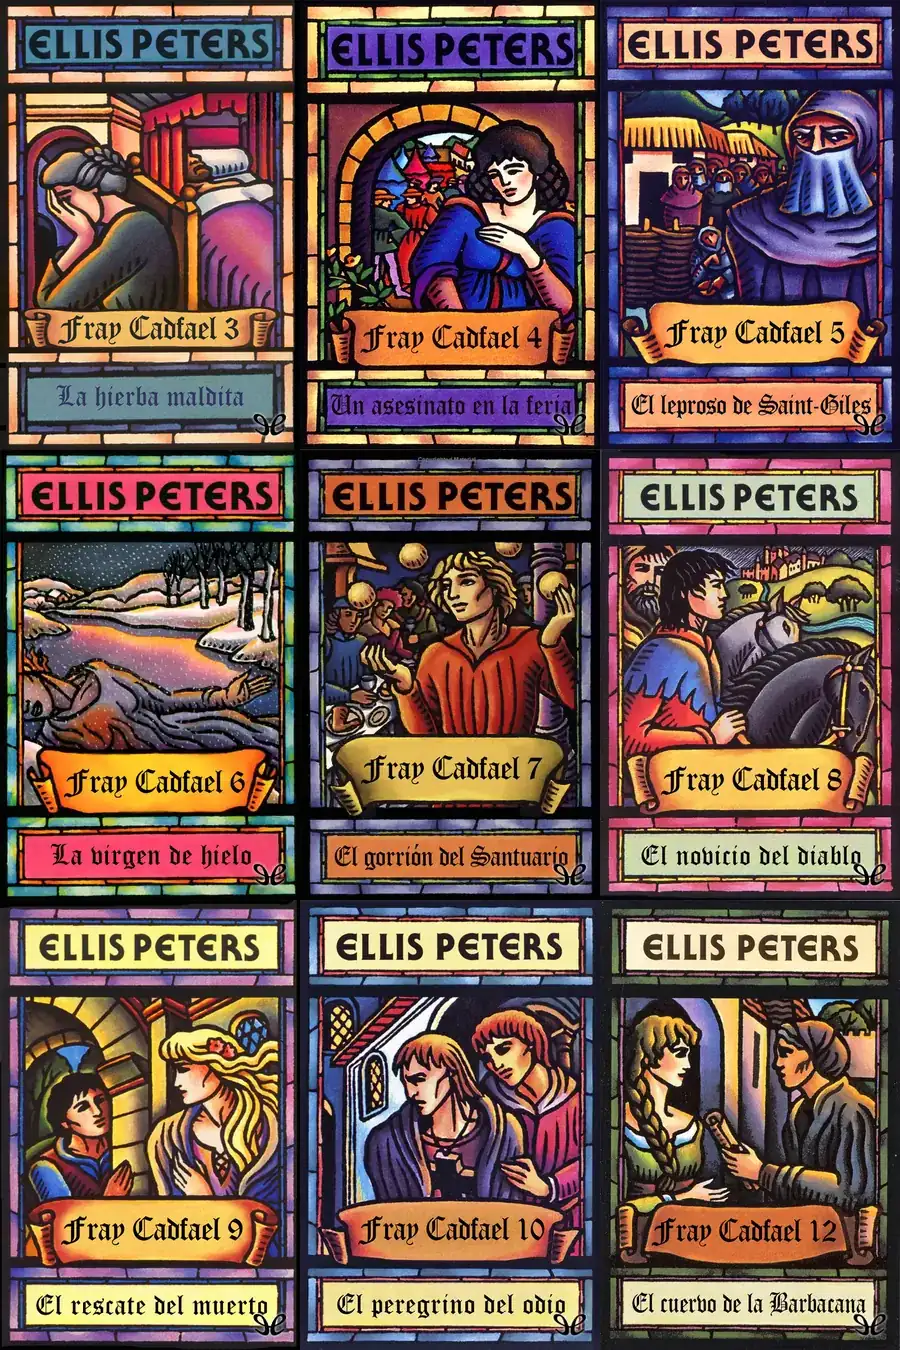 ELLIS PETERS
Fray Cadfael 3
La hierba maldita
ELLIS PETERS
Fray Cadfael 4
Un asesinato en la feria
ELLIS PETERS
Fray Cadfael 5
El leproso de Saint-Giles
ELLIS PETERS
Fray Cadfael 6
La virgen de hielo
ELLIS PETERS
Fray Cadfael 7
El gorrión del Santuario
ELLIS PETERS
Fray Cadfael 8
El novicio del diablo
ELLIS PETERS
Fray Cadfael 9
El rescate del muerto
ELLIS PETERS
Fray Cadfael 10
El peregrino del odio
ELLIS PETERS
Fray Cadfael 12
El cuervo de la Barbacana